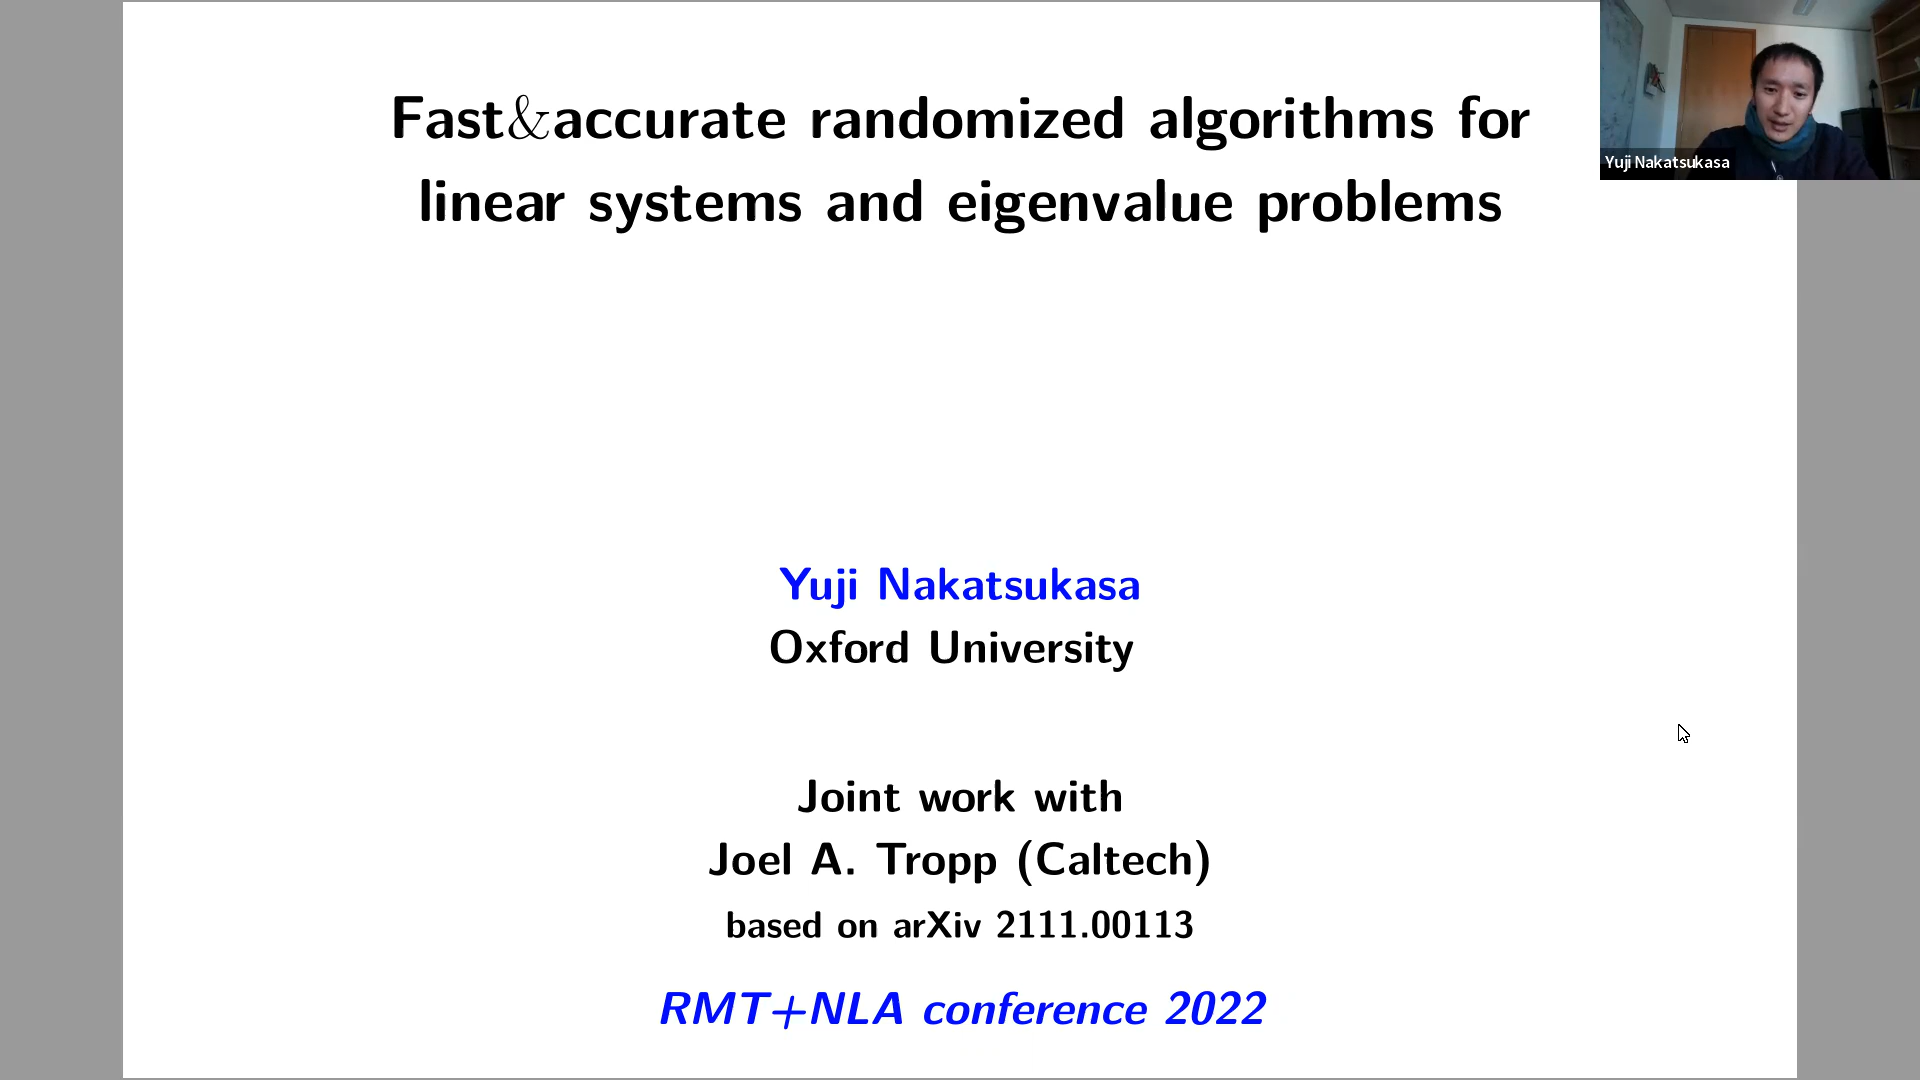 Fast&accurate randomized algorithms for
linear systems and eigenvalue problems
Yuji Nakatsukasa
Yuji Nakatsukasa
Oxford University
Joint work with
Joel A. Tropp (Caltech)
based on arXiv 2111.00113
RMT+NLA conference 2022